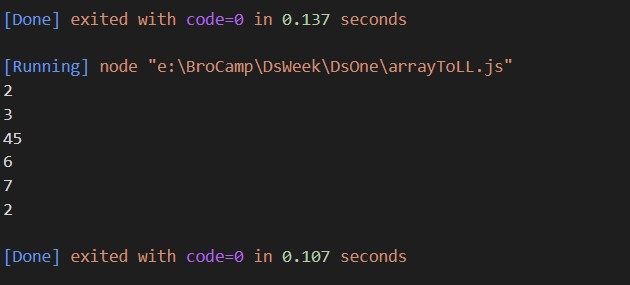 [Done] exited with code=0 in 0.137 seconds
[Running] node "e:\BroCamp\DsWeek\DsOne\arrayToLL.js"
2
3
45
6
7
2
[Done] exited with code=0 in 0.107 seconds